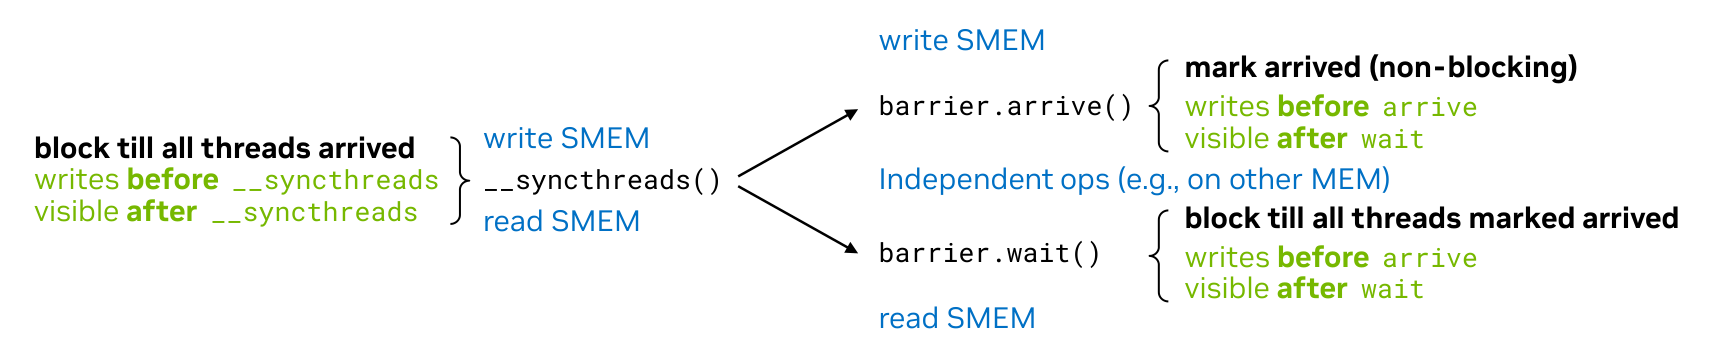 block till all threads arrived
writes before __syncthreads
visible after __syncthreads
write SMEM
__syncthreads()
read SMEM
write SMEM
barrier.arrive()
mark arrived (non-blocking)
writes before arrive
visible after wait
Independent ops (e.g., on other MEM)
barrier.wait()
block till all threads marked arrived
writes before arrive
visible after wait
read SMEM